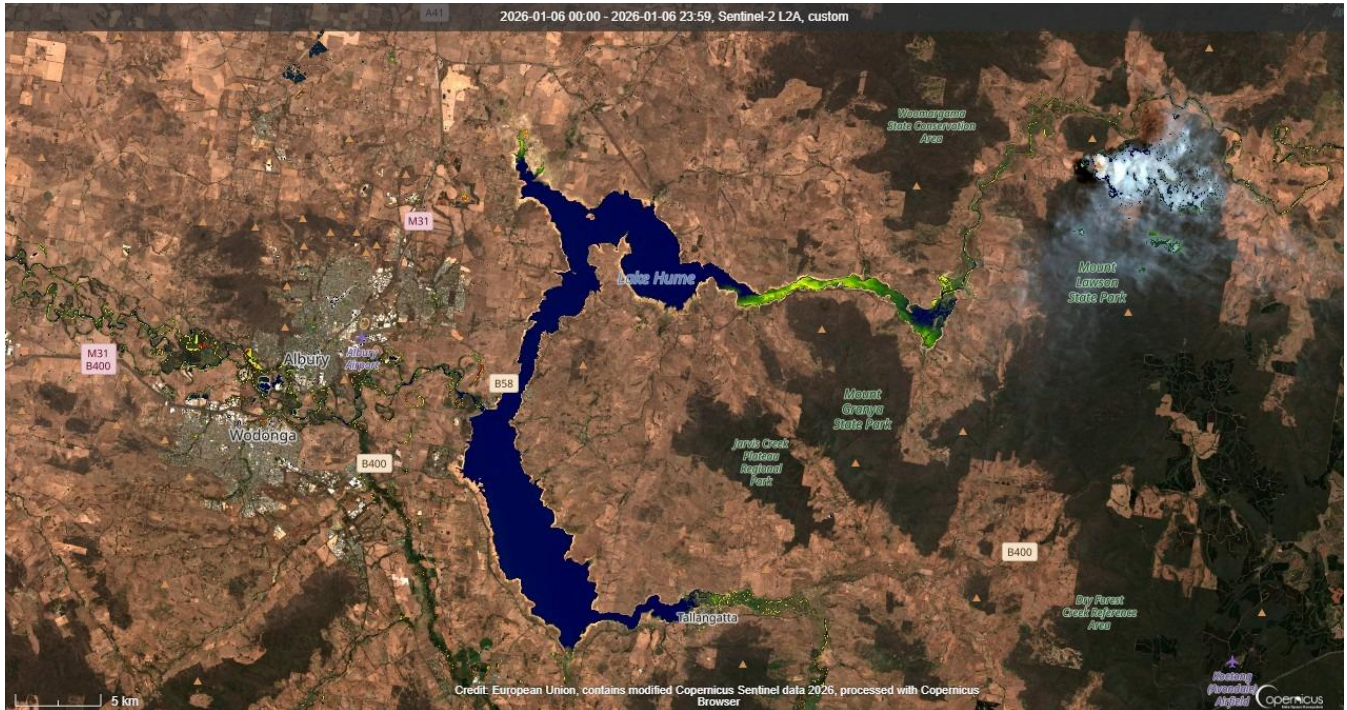 A41
2026-01-06 00:00 - 2026-01-06 23:59, Sentinel-2 L2A, custom
Woomargama
State Conservation
Area
M31
Lake Hume
Mount
Lawson
State Park
M31
B400
Albury
Albury
Airport
B58
Mount
Granya
State Park
Wodonga
B400
Jarvis Creek
Plateau
Regional
Park
B400
Tallangatta
Dry Forest
Creek Reference
Area
Koetong
(Avondale)
Airfield
5 km
Credit: European Union, contains modified Copernicus Sentinel data 2026, processed with Copernicus
Browser
opernicus